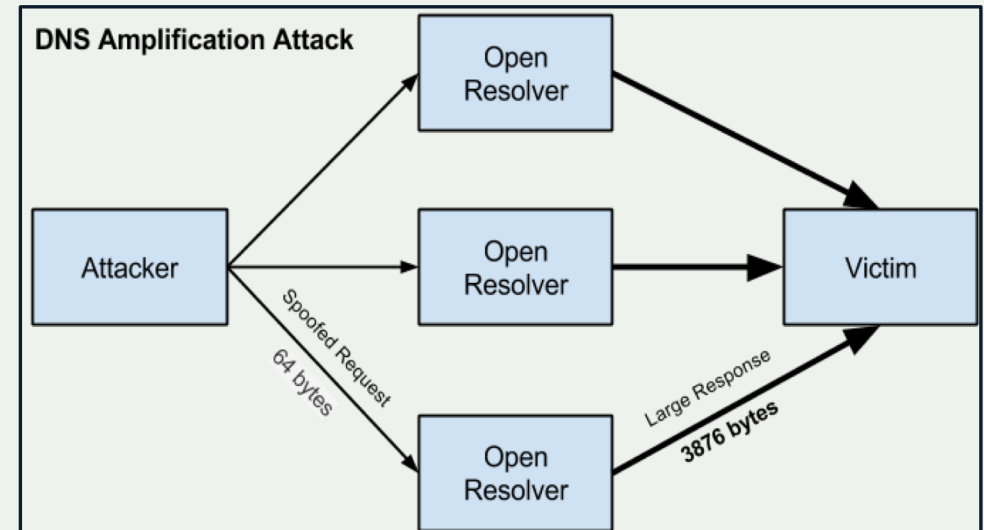 DNS Amplification Attack
Open
Resolver
Attacker
Open
Resolver
Victim
Spoofed Request
64 bytes
Large Response
3876 bytes
Open
Resolver